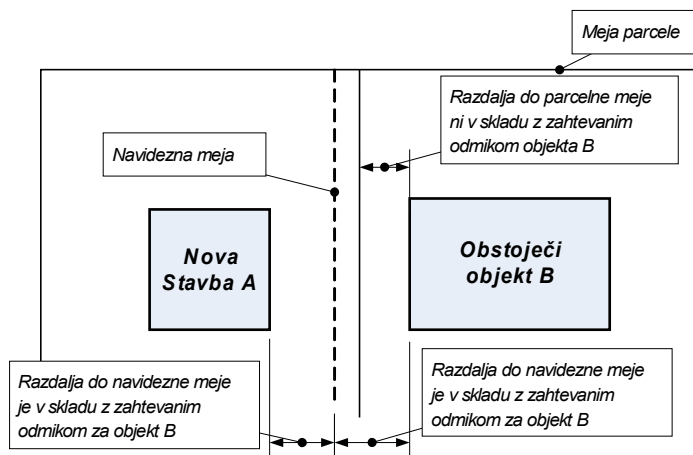 Meja parcele
Razdalja do parcelne meje
ni v skladu z zahtevanim
odmikom objekta B
Navidezna meja
Nova
Stavba A
Obstoječi
objekt B
Razdalja do navidezne meje
je v skladu z zahtevanim
odmikom za objekt B
Razdalja do navidezne meje
je v skladu z zahtevanim
odmikom za objekt B